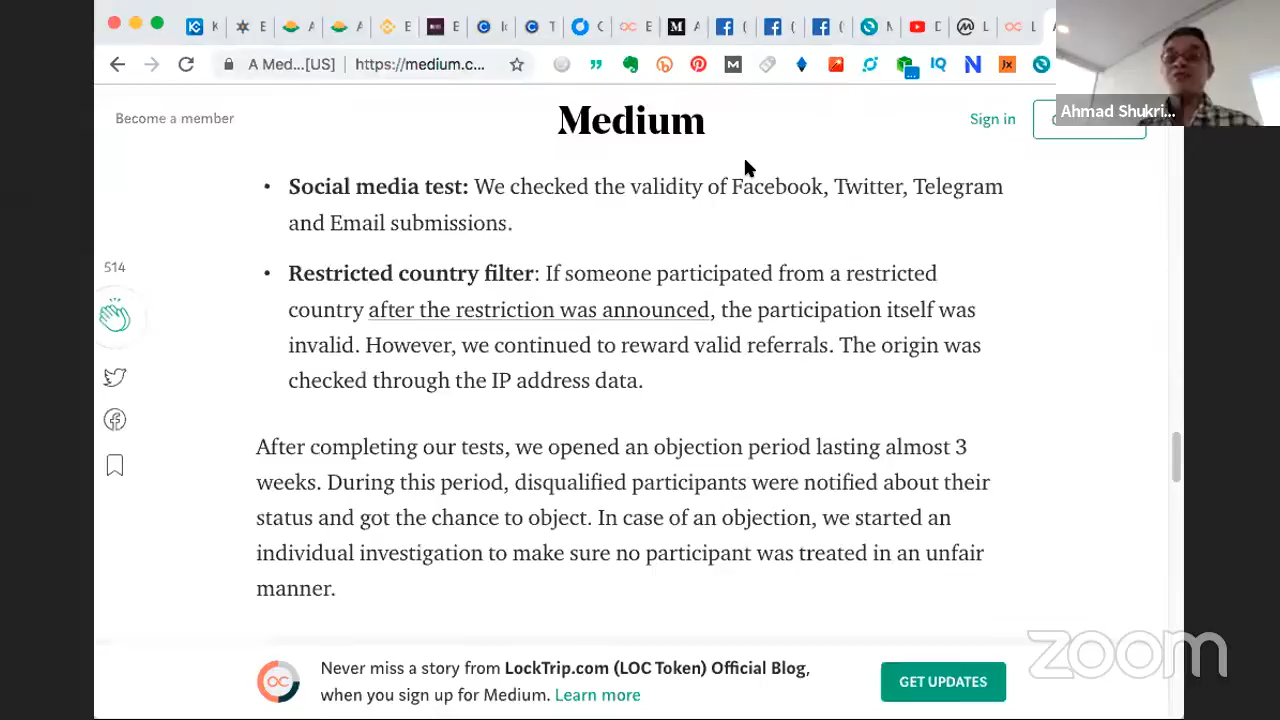 A Med...[US]
https://medium.c...
IQ
N
Jx
Ahmad Shukri...
Become a member
Medium
Sign in
• Social media test: We checked the validity of Facebook, Twitter, Telegram
and Email submissions.
514
• Restricted country filter: If someone participated from a restricted
country after the restriction was announced, the participation itself was
invalid. However, we continued to reward valid referrals. The origin was
checked through the IP address data.
After completing our tests, we opened an objection period lasting almost 3
weeks. During this period, disqualified participants were notified about their
status and got the chance to object. In case of an objection, we started an
individual investigation to make sure no participant was treated in an unfair
manner.
Never miss a story from LockTrip.com (LOC Token) Official Blog,
when you sign up for Medium. Learn more
GET UPDATES
zoom